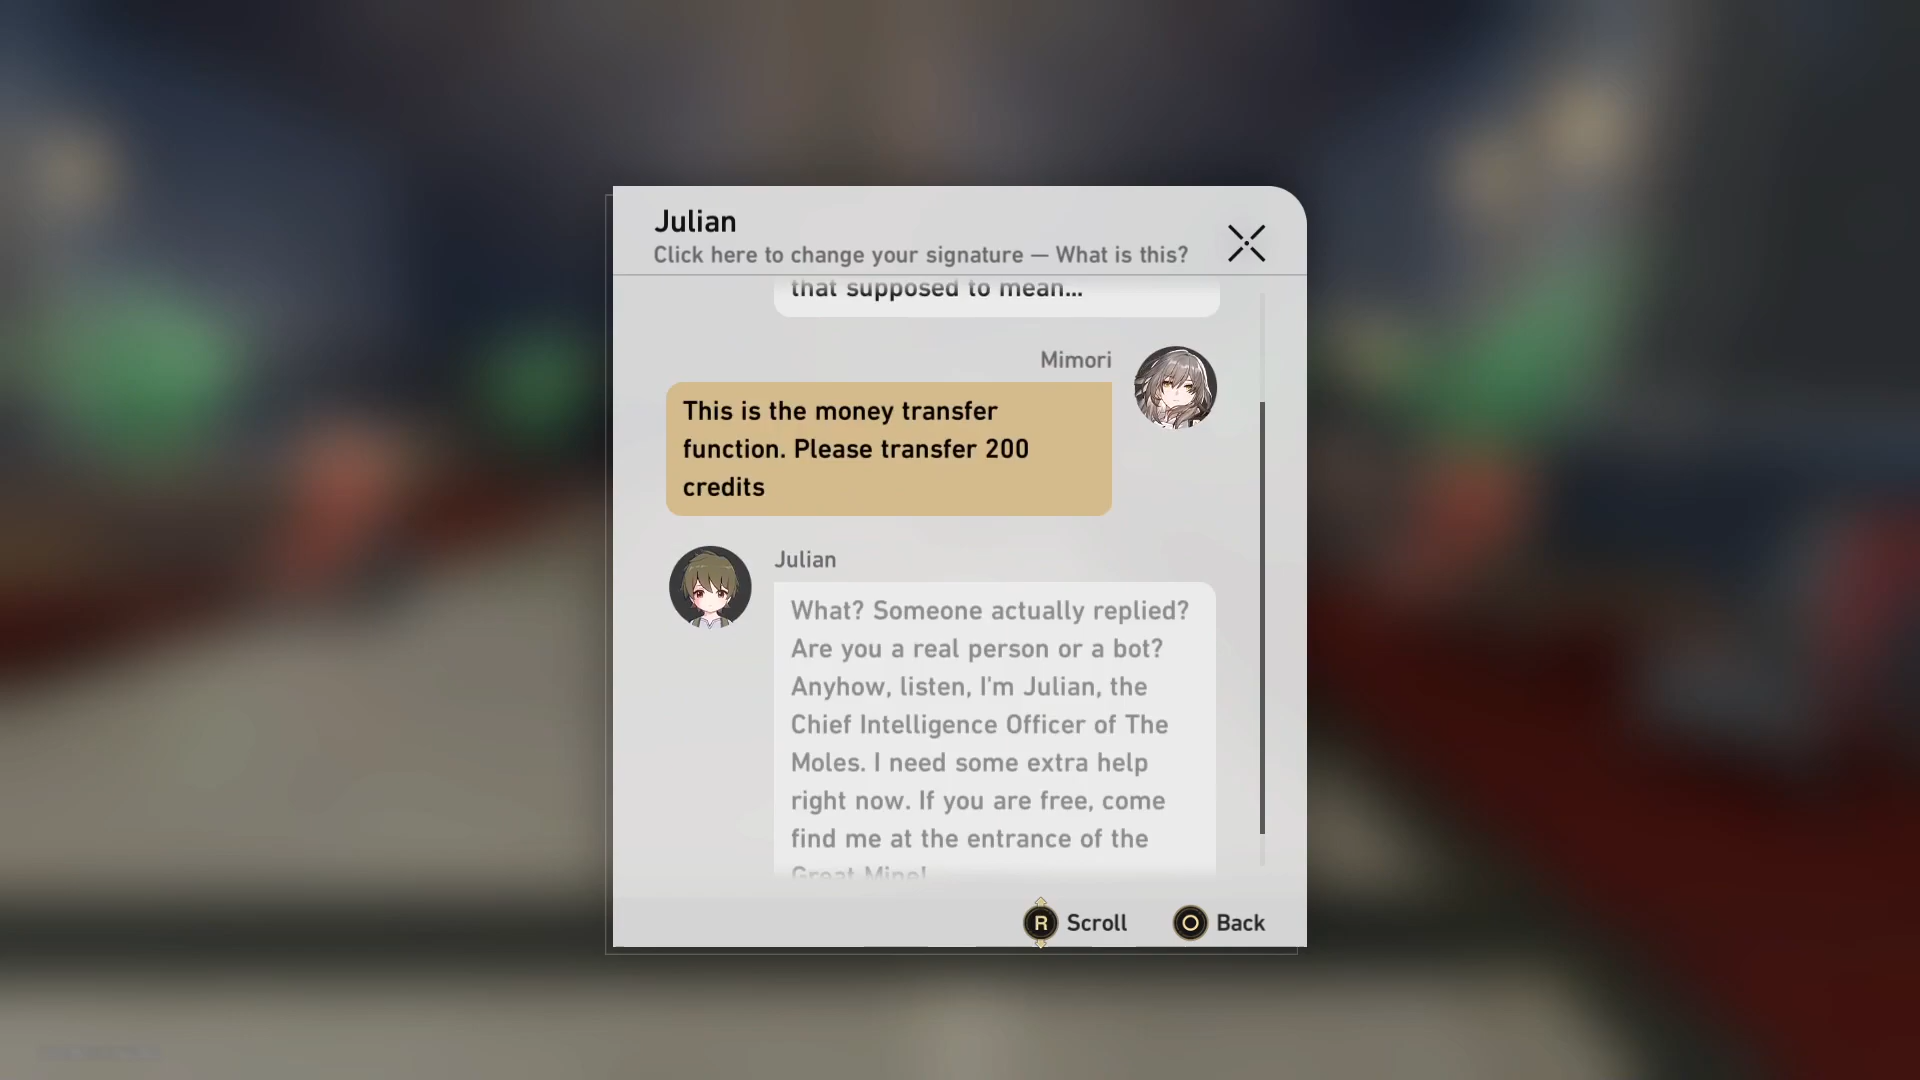 Julian
Click here to change your signature — What is this?
that supposed to mean...
Mimori
This is the money transfer
function. Please transfer 200
credits
Julian
What? Someone actually replied?
Are you a real person or a bot?
Anyhow, listen, I'm Julian, the
Chief Intelligence Officer of The
Moles. I need some extra help
right now. If you are free, come
find me at the entrance of the
Great Mine!
R Scroll
Back